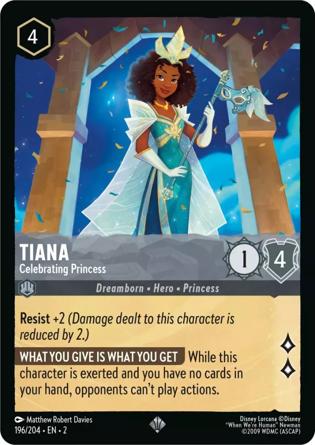 4
TIANA
Celebrating Princess
1 4
Dreamborn • Hero • Princess
Resist +2 (Damage dealt to this character is
reduced by 2.)
WHAT YOU GIVE IS WHAT YOU GET While this
character is exerted and you have no cards in
your hand, opponents can't play actions.
Matthew Robert Davies
196/204 • EN • 2
Disney Lorcana ©Disney
"When We're Human" Newman
©2009 WDMC (ASCAP)